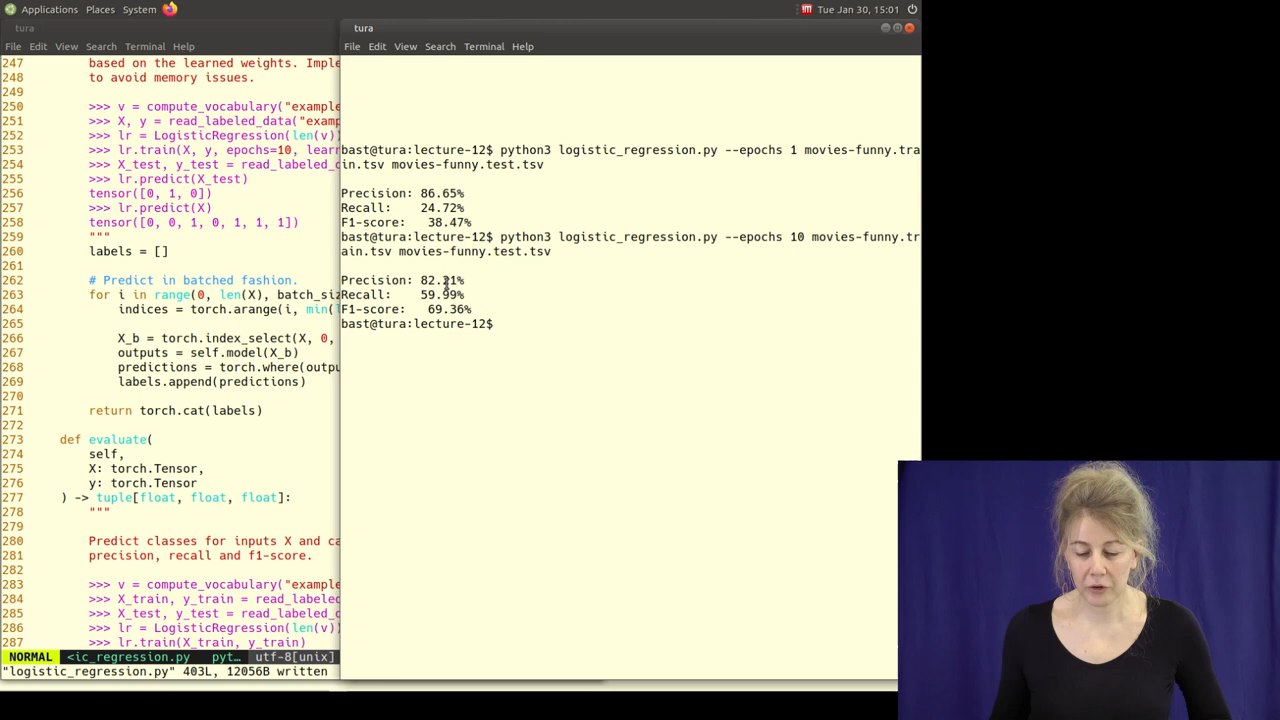 Applications Places System Tue Jan 30, 15:01
tura
File Edit View Search Terminal Help
247 based on the learned weights. Imple
248 to avoid memory issues.
249
250 >>> v = compute_vocabulary("example
251 >>> X, y = read_labeled_data("examp
252 >>> lr = LogisticRegression(len(v)
253 >>> lr.train(X, y, epochs=10, learn
254 >>> X_test, y_test = read_labeled_d
255 >>> lr.predict(X_test)
256 tensor([0, 1, 0])
257 >>> lr.predict(X)
258 tensor([0, 0, 1, 0, 1, 1, 1])
259 """
260 labels = []
261
262 # Predict in batched fashion.
263 for i in range(0, len(X), batch_siz
264 indices = torch.arange(i, min(l
265
266 X_b = torch.index_select(X, 0,
267 outputs = self.model(X_b)
268 predictions = torch.where(outpu
269 labels.append(predictions)
270
271 return torch.cat(labels)
272
273 def evaluate(
274 self,
275 X: torch.Tensor,
276 y: torch.Tensor
277 ) -> tuple[float, float, float]:
278 """
279
280 Predict classes for inputs X and ca
281 precision, recall and f1-score.
282
283 >>> v = compute_vocabulary("example
284 >>> X_train, y_train = read_labeled
285 >>> X_test, y_test = read_labeled_d
286 >>> lr = LogisticRegression(len(v)
287 >>> lr.train(X_train, y_train)
NORMAL <ic_regression.py pyt… utf-8[unix]
"logistic_regression.py" 403L, 12056B written
tura
File Edit View Search Terminal Help
bast@tura:lecture-12$ python3 logistic_regression.py --epochs 1 movies-funny.tra
in.tsv movies-funny.test.tsv
Precision: 86.65%
Recall: 24.72%
F1-score: 38.47%
bast@tura:lecture-12$ python3 logistic_regression.py --epochs 10 movies-funny.tr
ain.tsv movies-funny.test.tsv
Precision: 82.21%
Recall: 59.99%
F1-score: 69.36%
bast@tura:lecture-12$